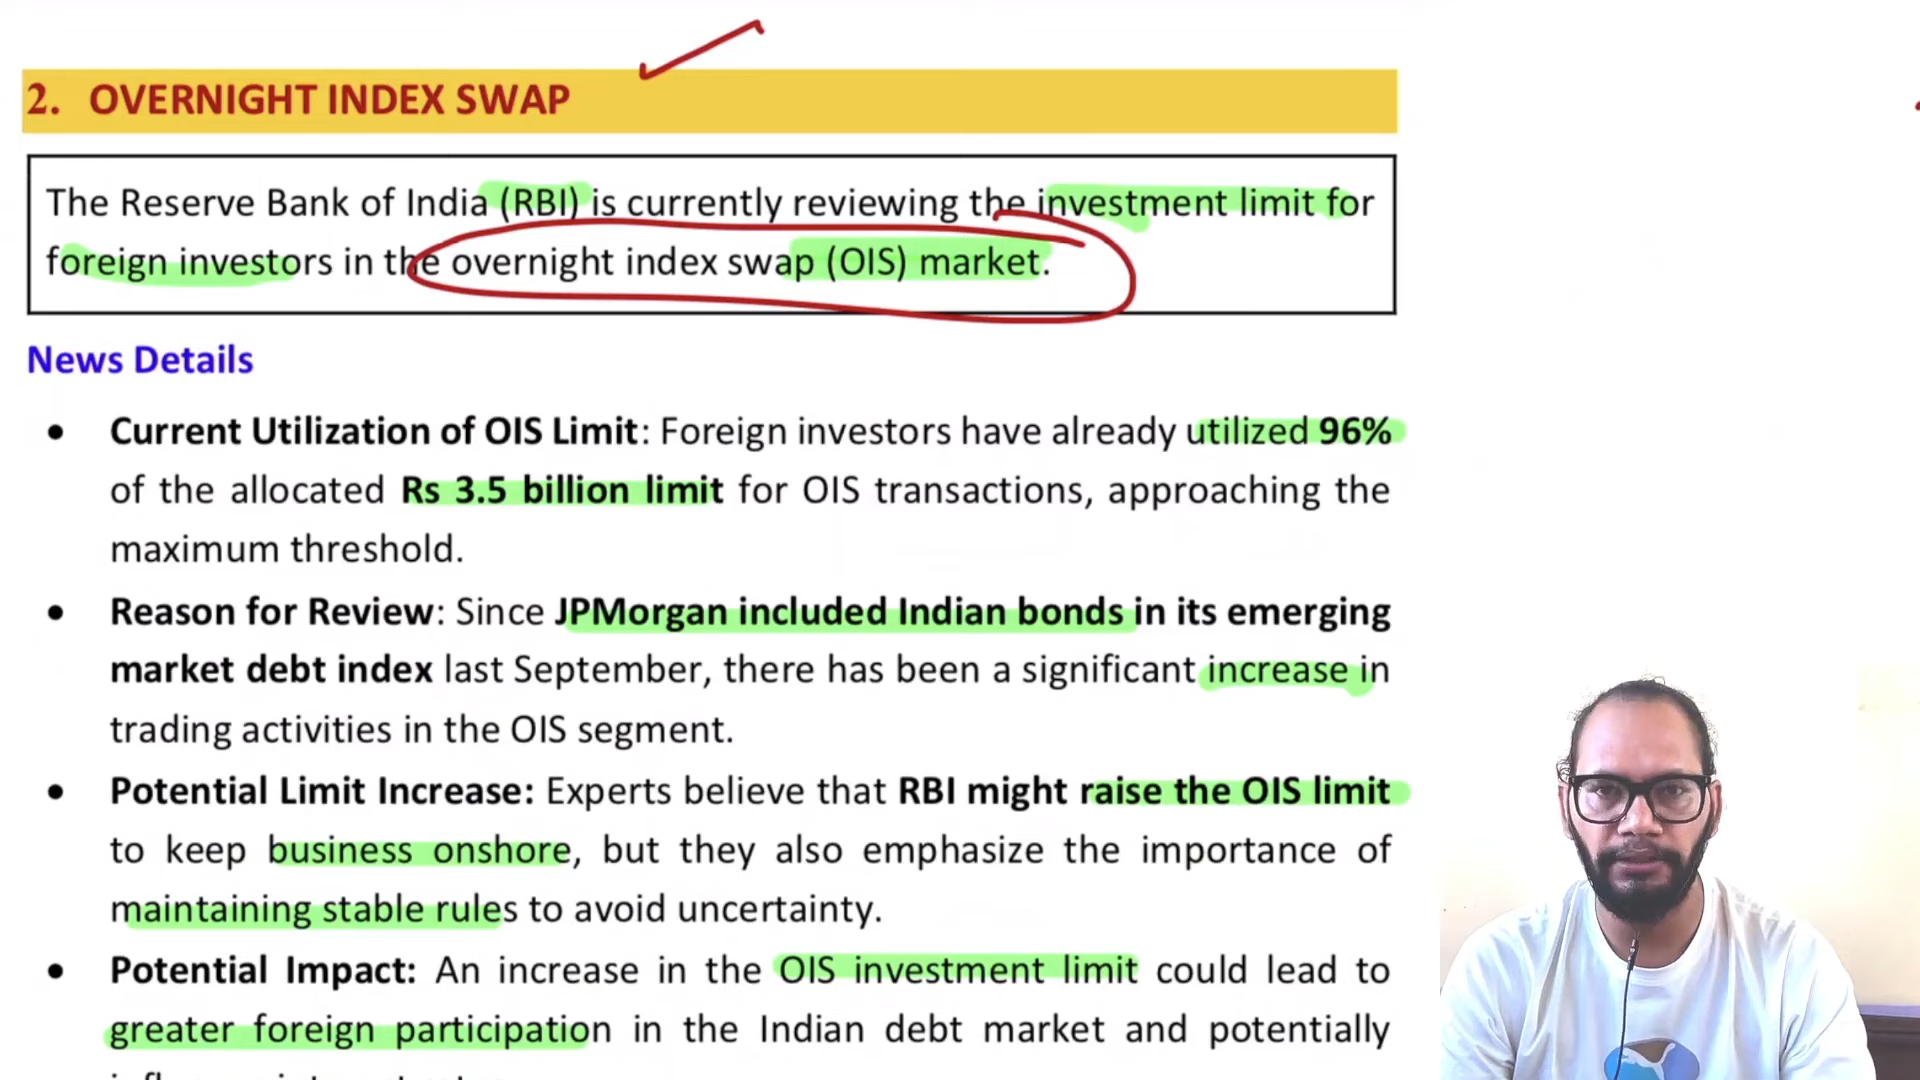 2. OVERNIGHT INDEX SWAP
The Reserve Bank of India (RBI) is currently reviewing the investment limit for
foreign investors in the overnight index swap (OIS) market.
News Details
• Current Utilization of OIS Limit: Foreign investors have already utilized 96%
of the allocated Rs 3.5 billion limit for OIS transactions, approaching the
maximum threshold.
• Reason for Review: Since JPMorgan included Indian bonds in its emerging
market debt index last September, there has been a significant increase in
trading activities in the OIS segment.
• Potential Limit Increase: Experts believe that RBI might raise the OIS limit
to keep business onshore, but they also emphasize the importance of
maintaining stable rules to avoid uncertainty.
• Potential Impact: An increase in the OIS investment limit could lead to
greater foreign participation in the Indian debt market and potentially